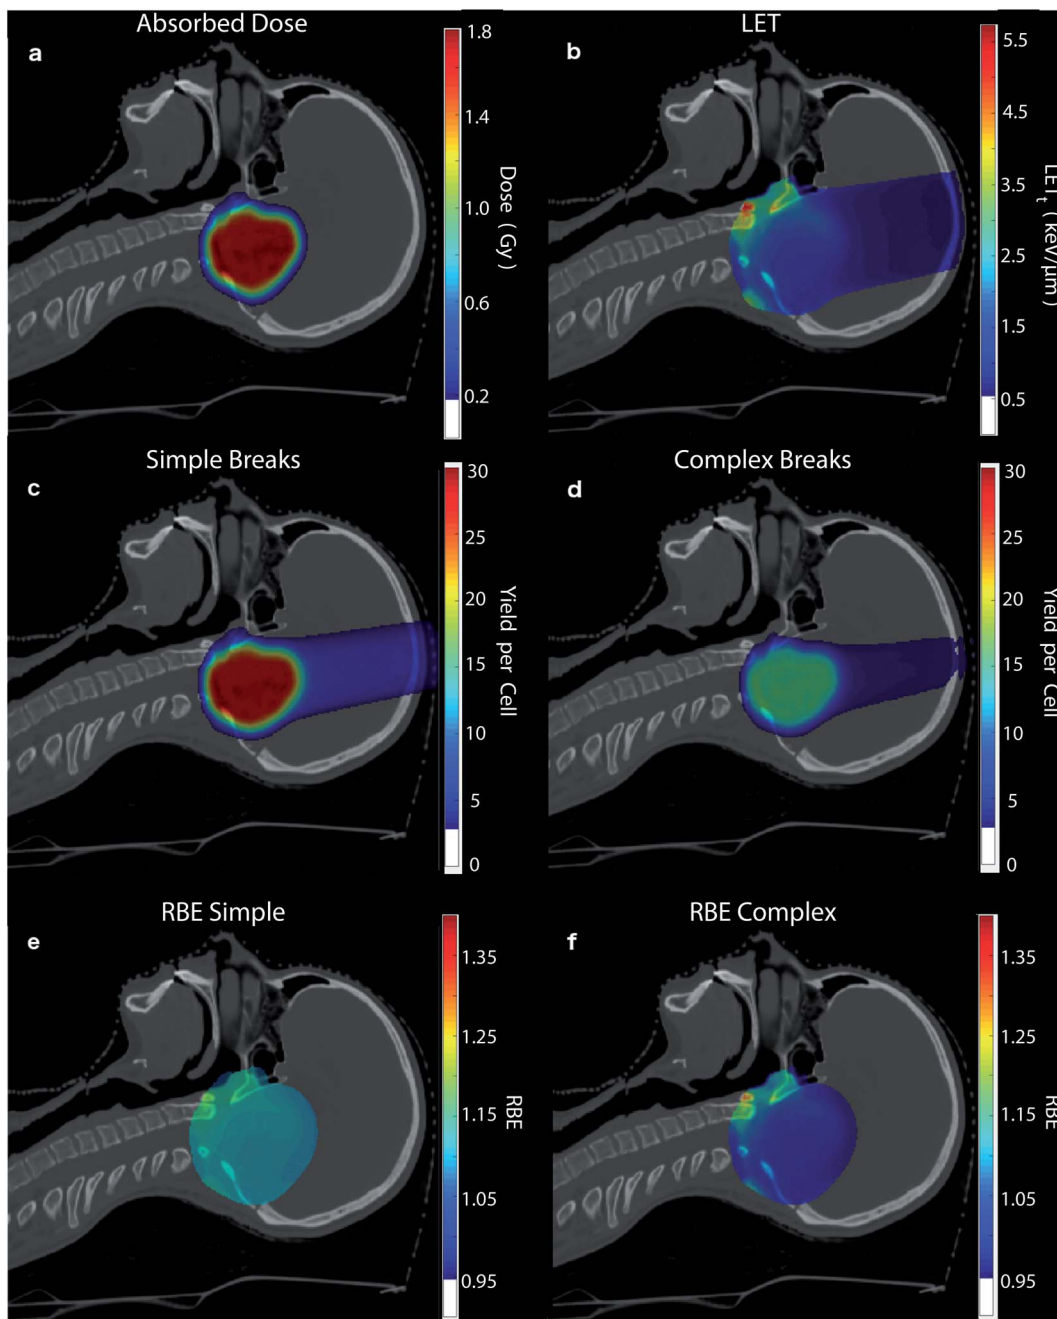 Absorbed Dose
a
1.8
1.4
1.0
0.6
0.2
Dose (Gy)
LET
b
5.5
4.5
3.5
2.5
1.5
0.5
LET_t (keV/μm)
Simple Breaks
c
30
25
20
15
10
5
0
Yield per Cell
Complex Breaks
d
30
25
20
15
10
5
0
Yield per Cell
RBE Simple
e
1.35
1.25
1.15
1.05
0.95
RBE
RBE Complex
f
1.35
1.25
1.15
1.05
0.95
RBE